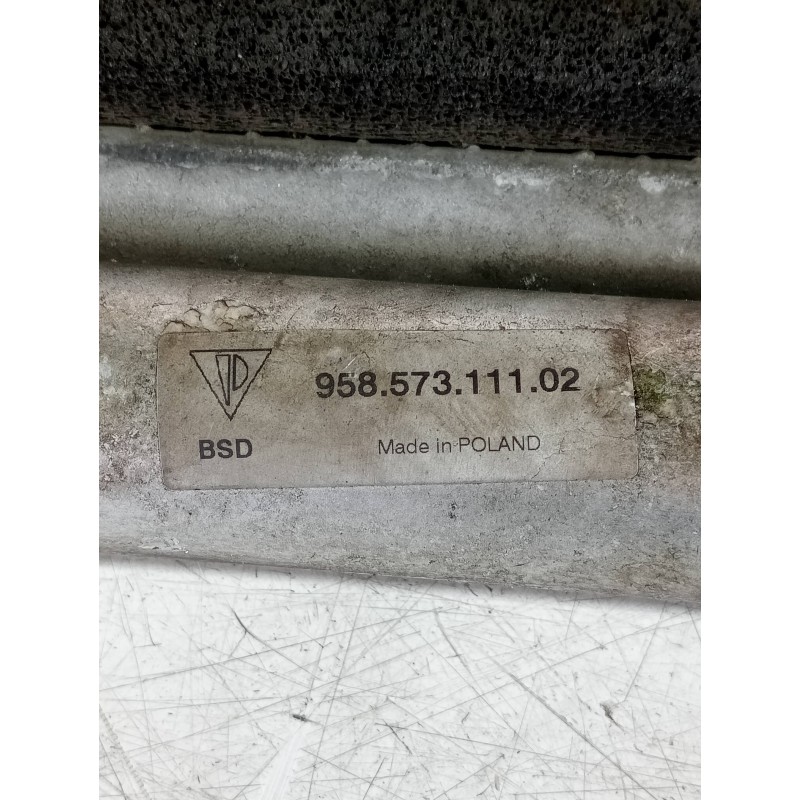 958.573.111.02
BSD
Made in POLAND